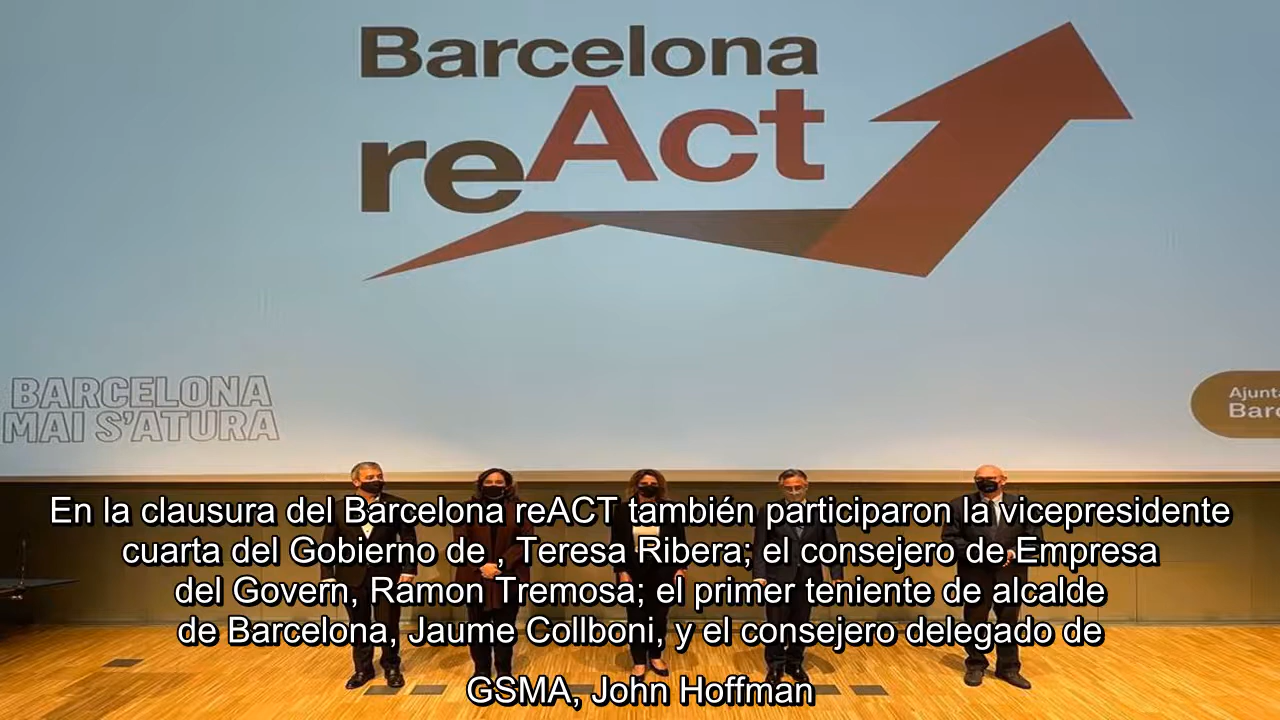 Barcelona
reAct
BARCELONA
MAI S'ATURA
En la clausura del Barcelona reACT también participaron la vicepresidente
cuarta del Gobierno de , Teresa Ribera; el consejero de Empresa
del Govern, Ramon Tremosa; el primer teniente de alcalde
de Barcelona, Jaume Collboni, y el consejero delegado de
GSMA, John Hoffman